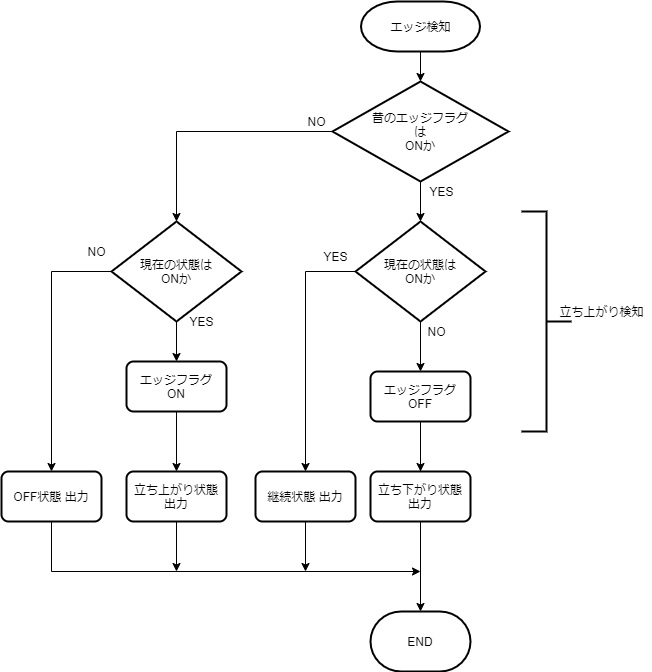 エッジ検知
昔のエッジフラグ
は
ONか
NO
YES
現在の状態は
ONか
NO
YES
現在の状態は
ONか
YES
NO
立ち上がり検知
エッジフラグ
ON
エッジフラグ
OFF
OFF状態 出力
立ち上がり状態
出力
継続状態 出力
立ち下がり状態
出力
END